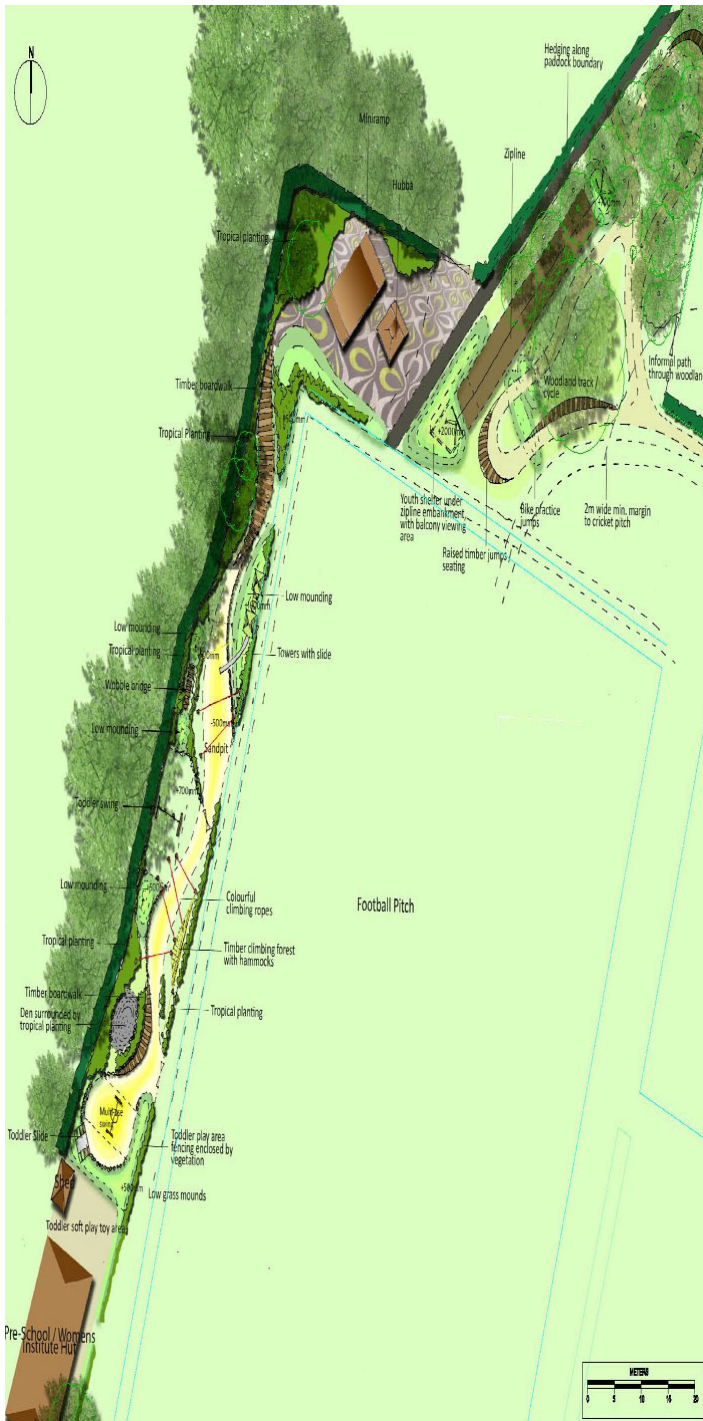 N
Hedging along
paddock boundary
Miniramp
Zipline
Hubba
Tropical planting
Informal path
through woodlan
Timber boardwalk
Woodland track /
cycle
Tropical Planting
+2000mm
Youth shelter under
zipline embankment,
with balcony viewing
area
Bike practice
jumps
2m wide min. margin
to cricket pitch
Raised timber jumps
seating
Low mounding
Low mounding
Tropical planting
Towers with slide
Wobble bridge
-500mm
Low mounding
Sandpit
+700mm
Toddler swing
Low mounding
Colourful
climbing ropes
Football Pitch
Tropical planting
Timber climbing forest
with hammocks
Timber boardwalk
Den surrounded by
tropical planting
Tropical planting
swing
Toddler Slide
Toddler play area
fencing enclosed by
vegetation
Shed
Low grass mounds
Toddler soft play toy area
Pre-School / Womens
Institute Hut
METERS
0 5 10 15 20